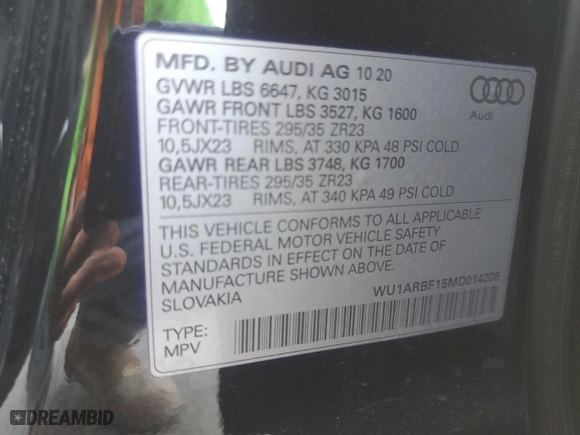 MFD. BY AUDI AG 10 20
GVWR LBS 6647, KG 3015
GAWR FRONT LBS 3527, KG 1600
FRONT-TIRES 295/35 ZR23
10,5JX23 RIMS, AT 330 KPA 48 PSI COLD
GAWR REAR LBS 3748, KG 1700
REAR-TIRES 295/35 ZR23
10,5JX23 RIMS, AT 340 KPA 49 PSI COLD
Audi
THIS VEHICLE CONFORMS TO ALL APPLICABLE
U.S. FEDERAL MOTOR VEHICLE SAFETY
STANDARDS IN EFFECT ON THE DATE OF
MANUFACTURE SHOWN ABOVE.
SLOVAKIA
WU1ARBF15MD014208
TYPE:
MPV
DREAMBID